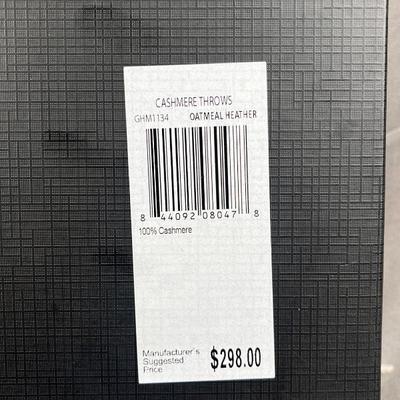 CASHMERE THROWS
GHM1134 OATMEAL HEATHER
8 44092 08047 8
100% Cashmere
Manufacturer's
Suggested
Price
$298.00